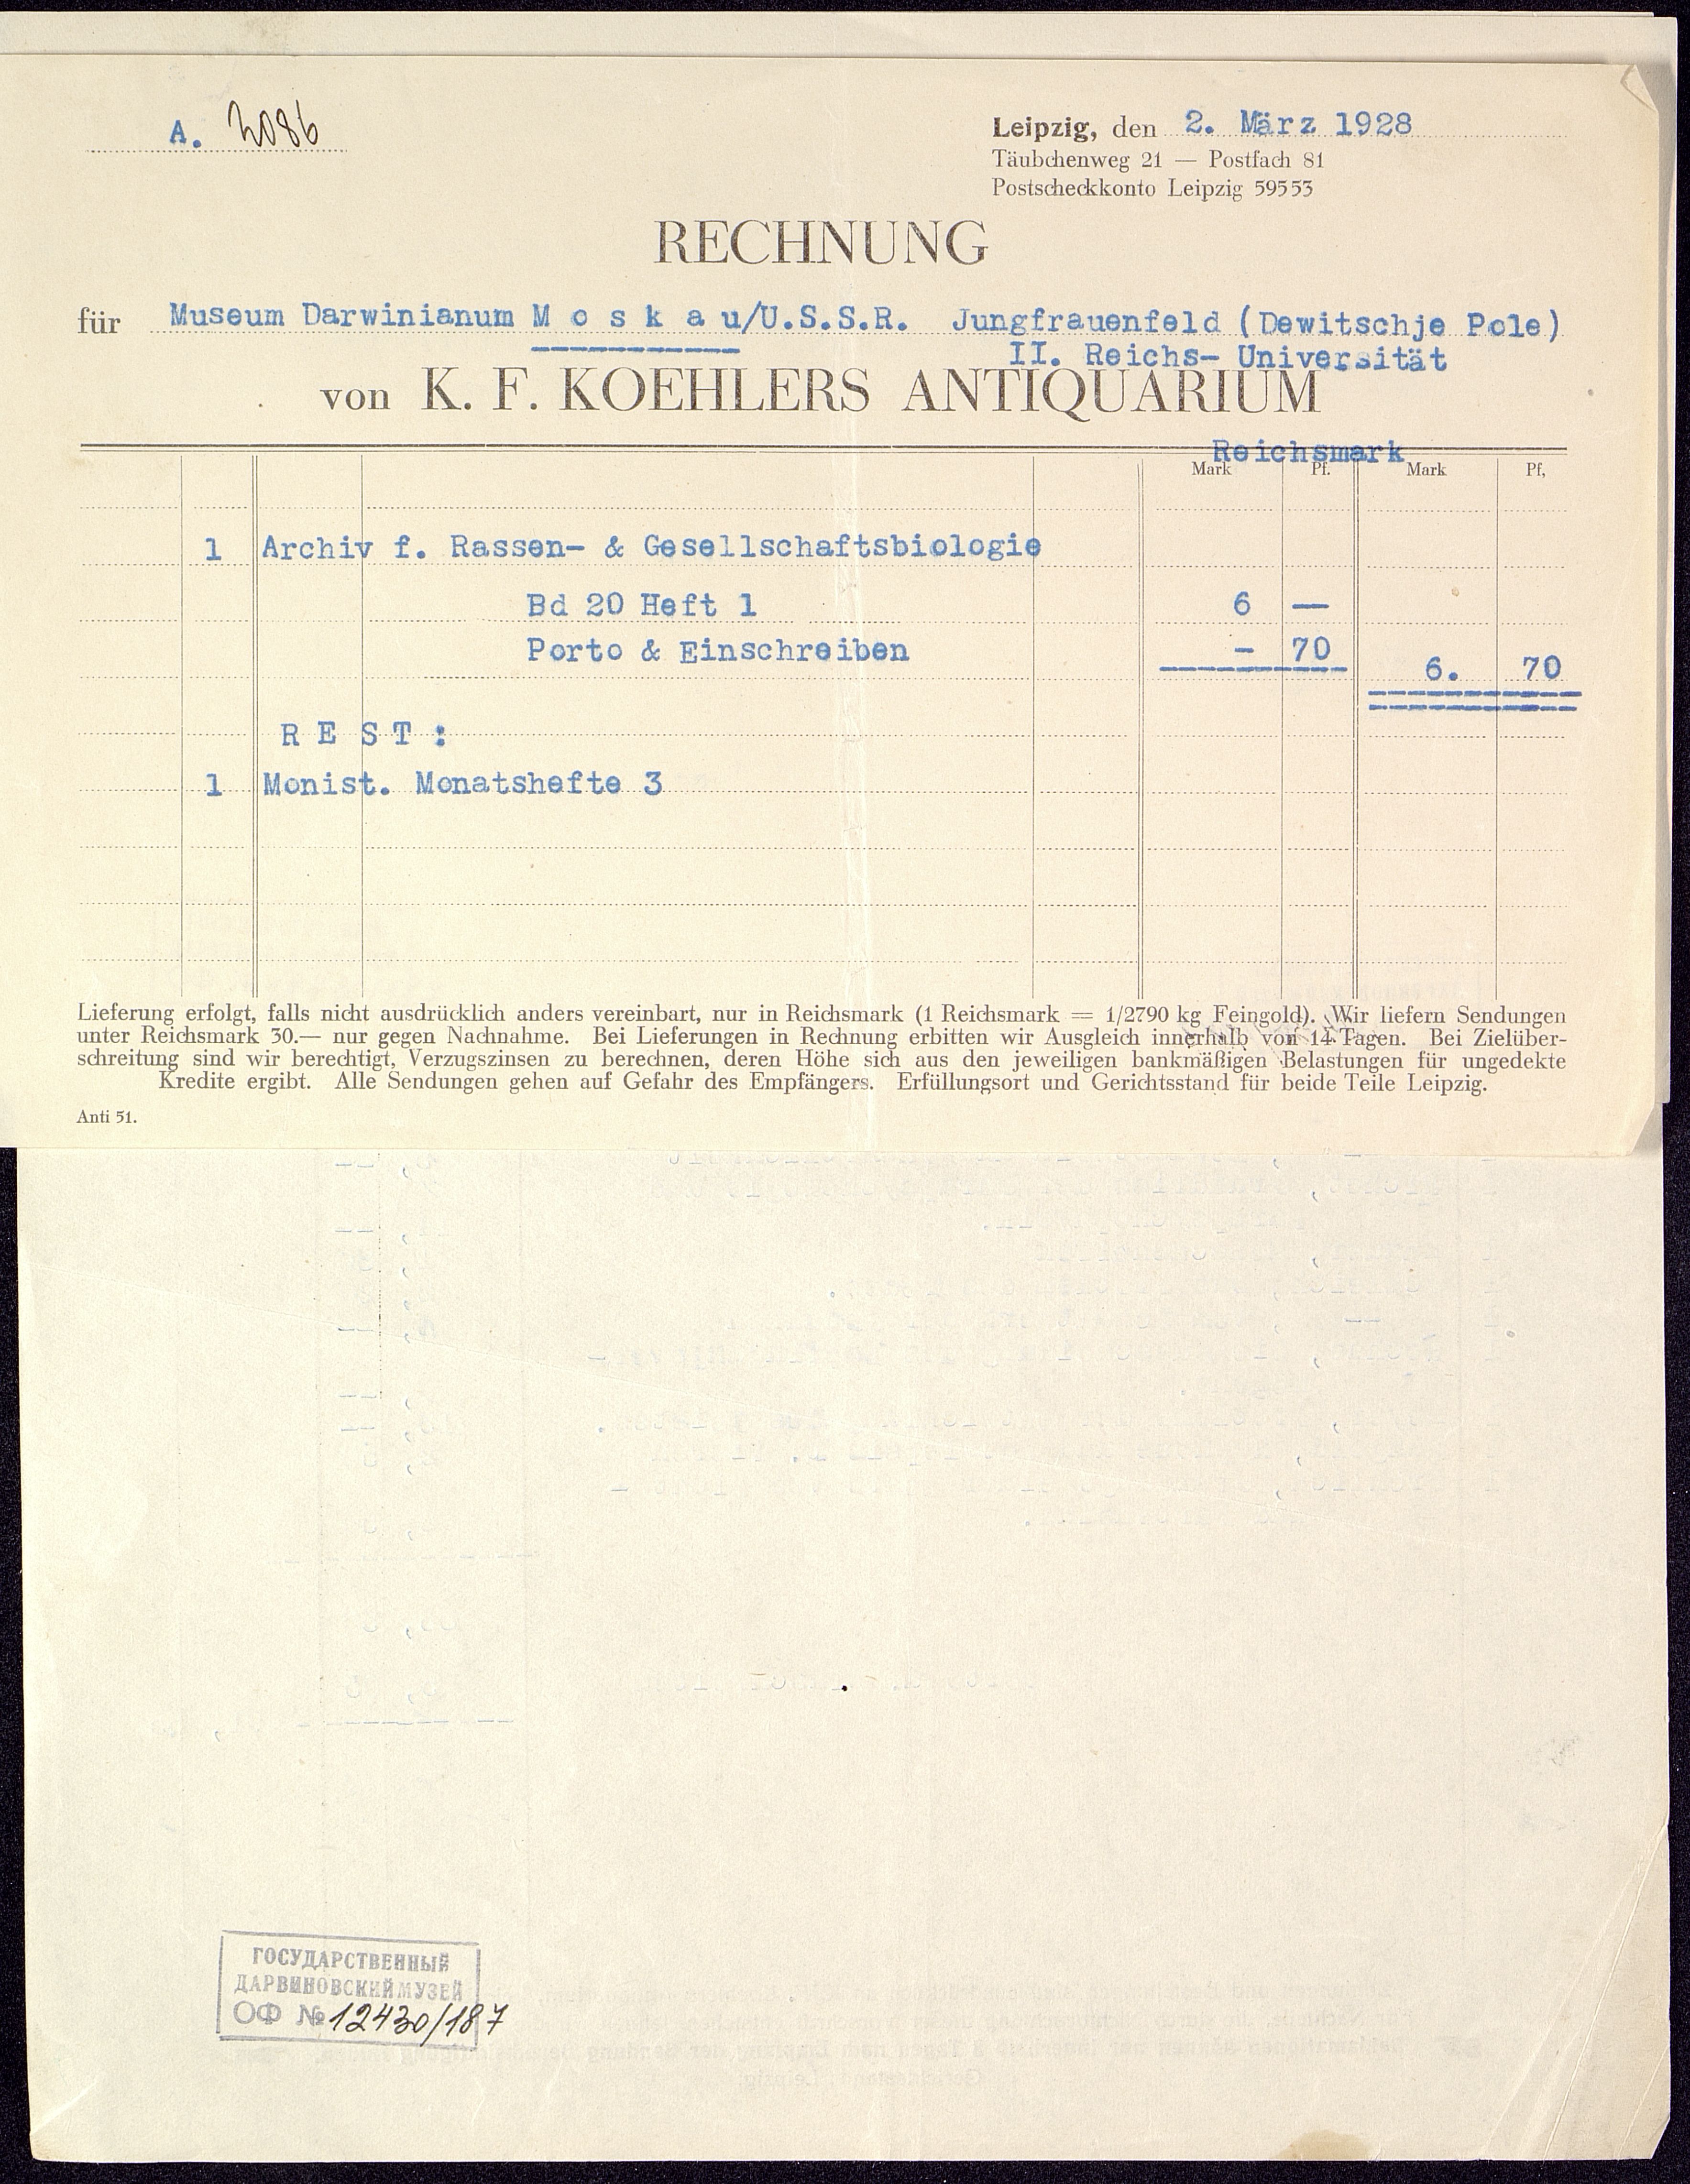 A. 2086
Leipzig, den 2. März 1928
Täubchenweg 21 — Postfach 81
Postscheckkonto Leipzig 59553
RECHNUNG
für Museum Darwinianum M o s k a u/U.S.S.R. Jungfrauenfeld (Dewitschje Pole)
II. Reichs- Universität
von K. F. KOEHLERS ANTIQUARIUM
Reichsmark
Mark Pf. Mark Pf,
1 Archiv f. Rassen- & Gesellschaftsbiologie
Bd 20 Heft 1 6 —
Porto & Einschreiben - 70 6. 70
R E S T :
1 Monist. Monatshefte 3
Lieferung erfolgt, falls nicht ausdrücklich anders vereinbart, nur in Reichsmark (1 Reichsmark = 1/2790 kg Feingold). Wir liefern Sendungen
unter Reichsmark 30.— nur gegen Nachnahme. Bei Lieferungen in Rechnung erbitten wir Ausgleich innerhalb von 14 Tagen. Bei Zielüber-
schreitung sind wir berechtigt, Verzugszinsen zu berechnen, deren Höhe sich aus den jeweiligen bankmäßigen Belastungen für ungedekte
Kredite ergibt. Alle Sendungen gehen auf Gefahr des Empfängers. Erfüllungsort und Gerichtsstand für beide Teile Leipzig.
Anti 51.
ГОСУДАРСТВЕННЫЙ
ДАРВИНОВСКИЙ МУЗЕЙ
ОФ № 12430/187